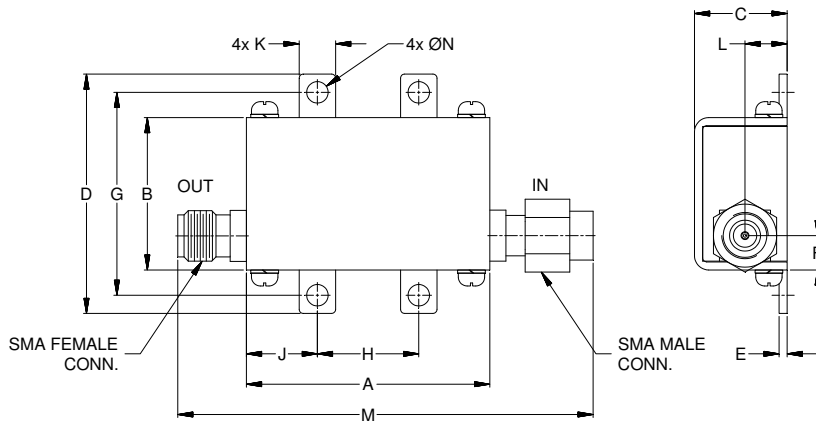 C
4x K
4x ØN
L
D
G
B
OUT
IN
SMA FEMALE
CONN.
J
H
SMA MALE
CONN.
E
A
M